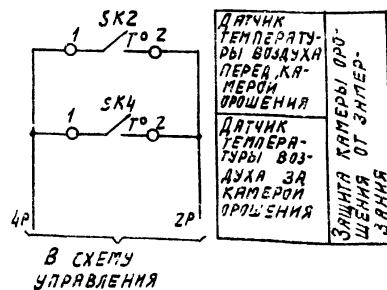 SK2
1 T° 2
SK4
1 T° 2
4P 2P
В СХЕМУ
УПРАВЛЕНИЯ
ДАТЧИК
ТЕМПЕРАТУ-
РЫ ВОЗДУХА
ПЕРЕД КА-
МЕРОЙ
ОРОШЕНИЯ
ДАТЧИК
ТЕМПЕРА-
ТУРЫ ВОЗ-
ДУХА ЗА
КАМЕРОЙ
ОРОШЕНИЯ
ЗАЩИТА КАМЕРЫ ОРО-
ШЕНИЯ ОТ ЗАМЕР-
ЗАНИЯ